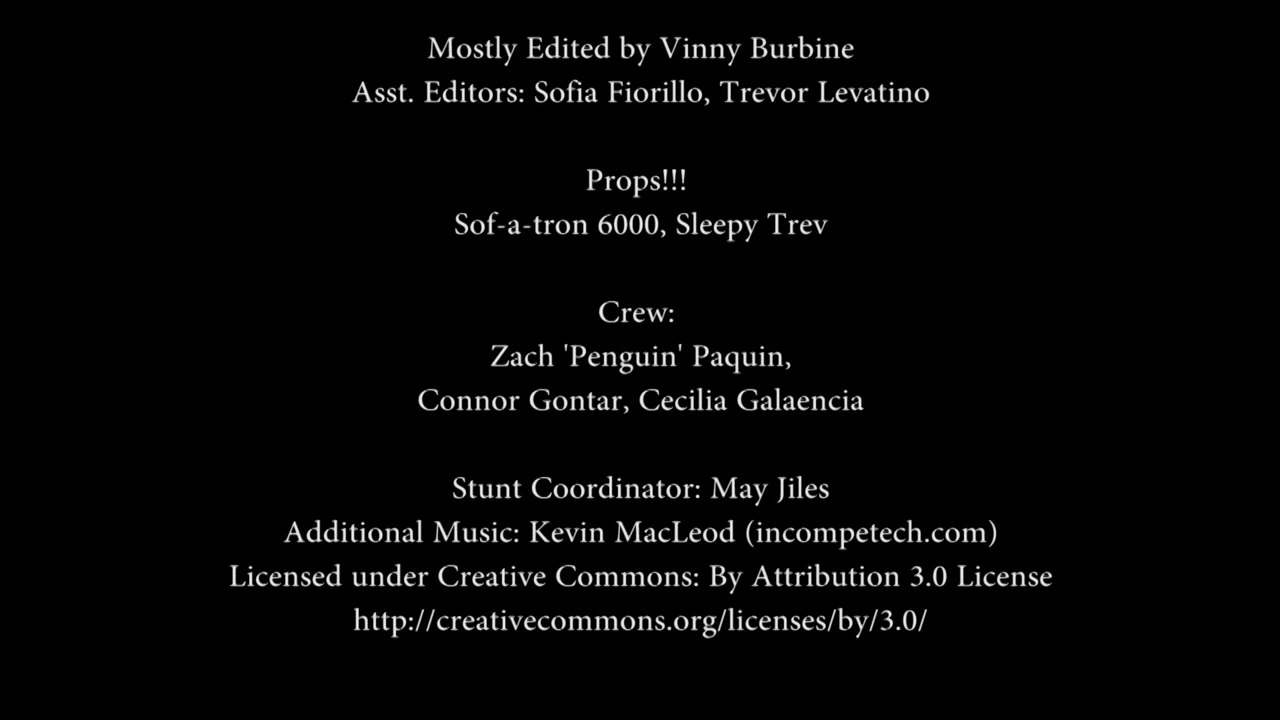 Mostly Edited by Vinny Burbine
Asst. Editors: Sofia Fiorillo, Trevor Levatino
Props!!!
Sof-a-tron 6000, Sleepy Trev
Crew:
Zach 'Penguin' Paquin,
Connor Gontar, Cecilia Galaencia
Stunt Coordinator: May Jiles
Additional Music: Kevin MacLeod (incompetech.com)
Licensed under Creative Commons: By Attribution 3.0 License
http://creativecommons.org/licenses/by/3.0/